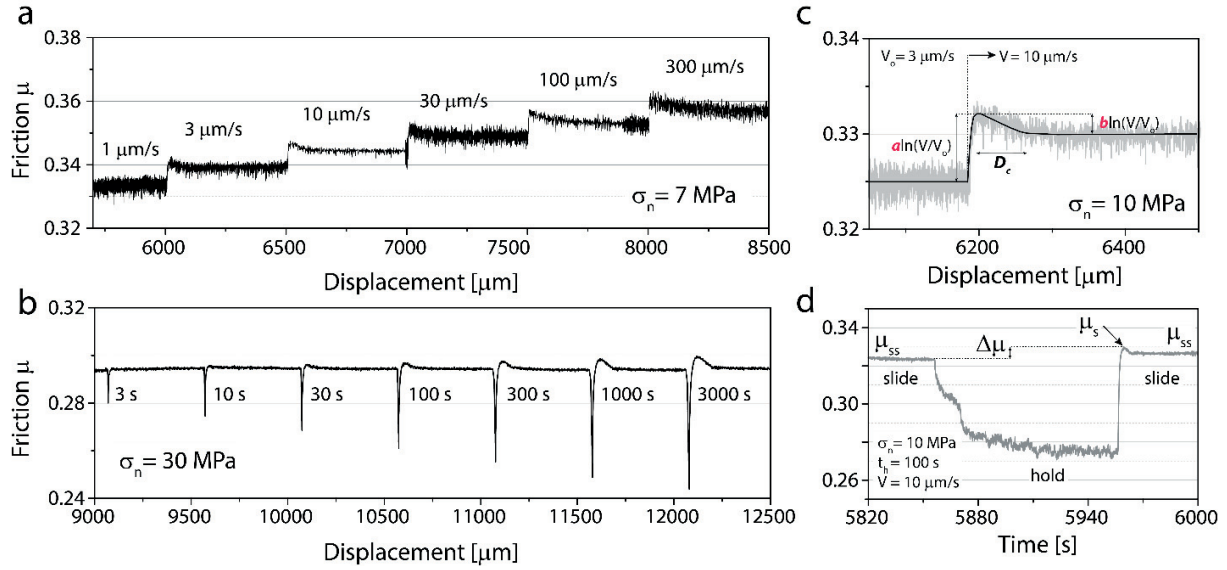 a
0.38
0.36
0.34
0.32
Friction μ
1 μm/s
3 μm/s
10 μm/s
30 μm/s
100 μm/s
300 μm/s
σn = 7 MPa
6000
6500
7000
7500
8000
8500
Displacement [μm]
c
0.34
0.33
0.32
Vo = 3 μm/s
V = 10 μm/s
aln(V/Vo)
bln(V/Vo)
Dc
σn = 10 MPa
6200
6400
Displacement [μm]
b
0.32
0.28
0.24
Friction μ
3 s
10 s
30 s
100 s
300 s
1000 s
3000 s
σn = 30 MPa
9000
9500
10000
10500
11000
11500
12000
12500
Displacement [μm]
d
0.34
0.30
0.26
μss
slide
Δμ
μs
μss
slide
σn = 10 MPa
th = 100 s
V = 10 μm/s
hold
5820
5880
5940
6000
Time [s]